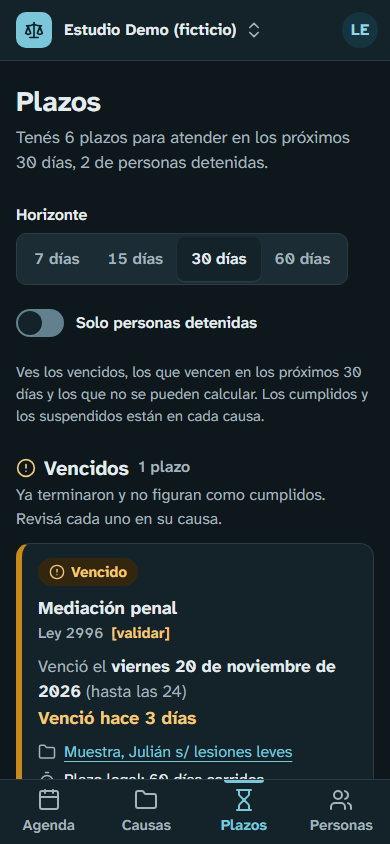 Estudio Demo (ficticio)
LE
Plazos
Tenés 6 plazos para atender en los próximos
30 días, 2 de personas detenidas.
Horizonte
7 días 15 días 30 días 60 días
Solo personas detenidas
Ves los vencidos, los que vencen en los próximos 30
días y los que no se pueden calcular. Los cumplidos y
los suspendidos están en cada causa.
Vencidos 1 plazo
Ya terminaron y no figuran como cumplidos.
Revisá cada uno en su causa.
Vencido
Mediación penal
Ley 2996 [validar]
Venció el viernes 20 de noviembre de
2026 (hasta las 24)
Venció hace 3 días
Muestra, Julián s/ lesiones leves
Plazo legal: 60 días corridos
Agenda Causas Plazos Personas